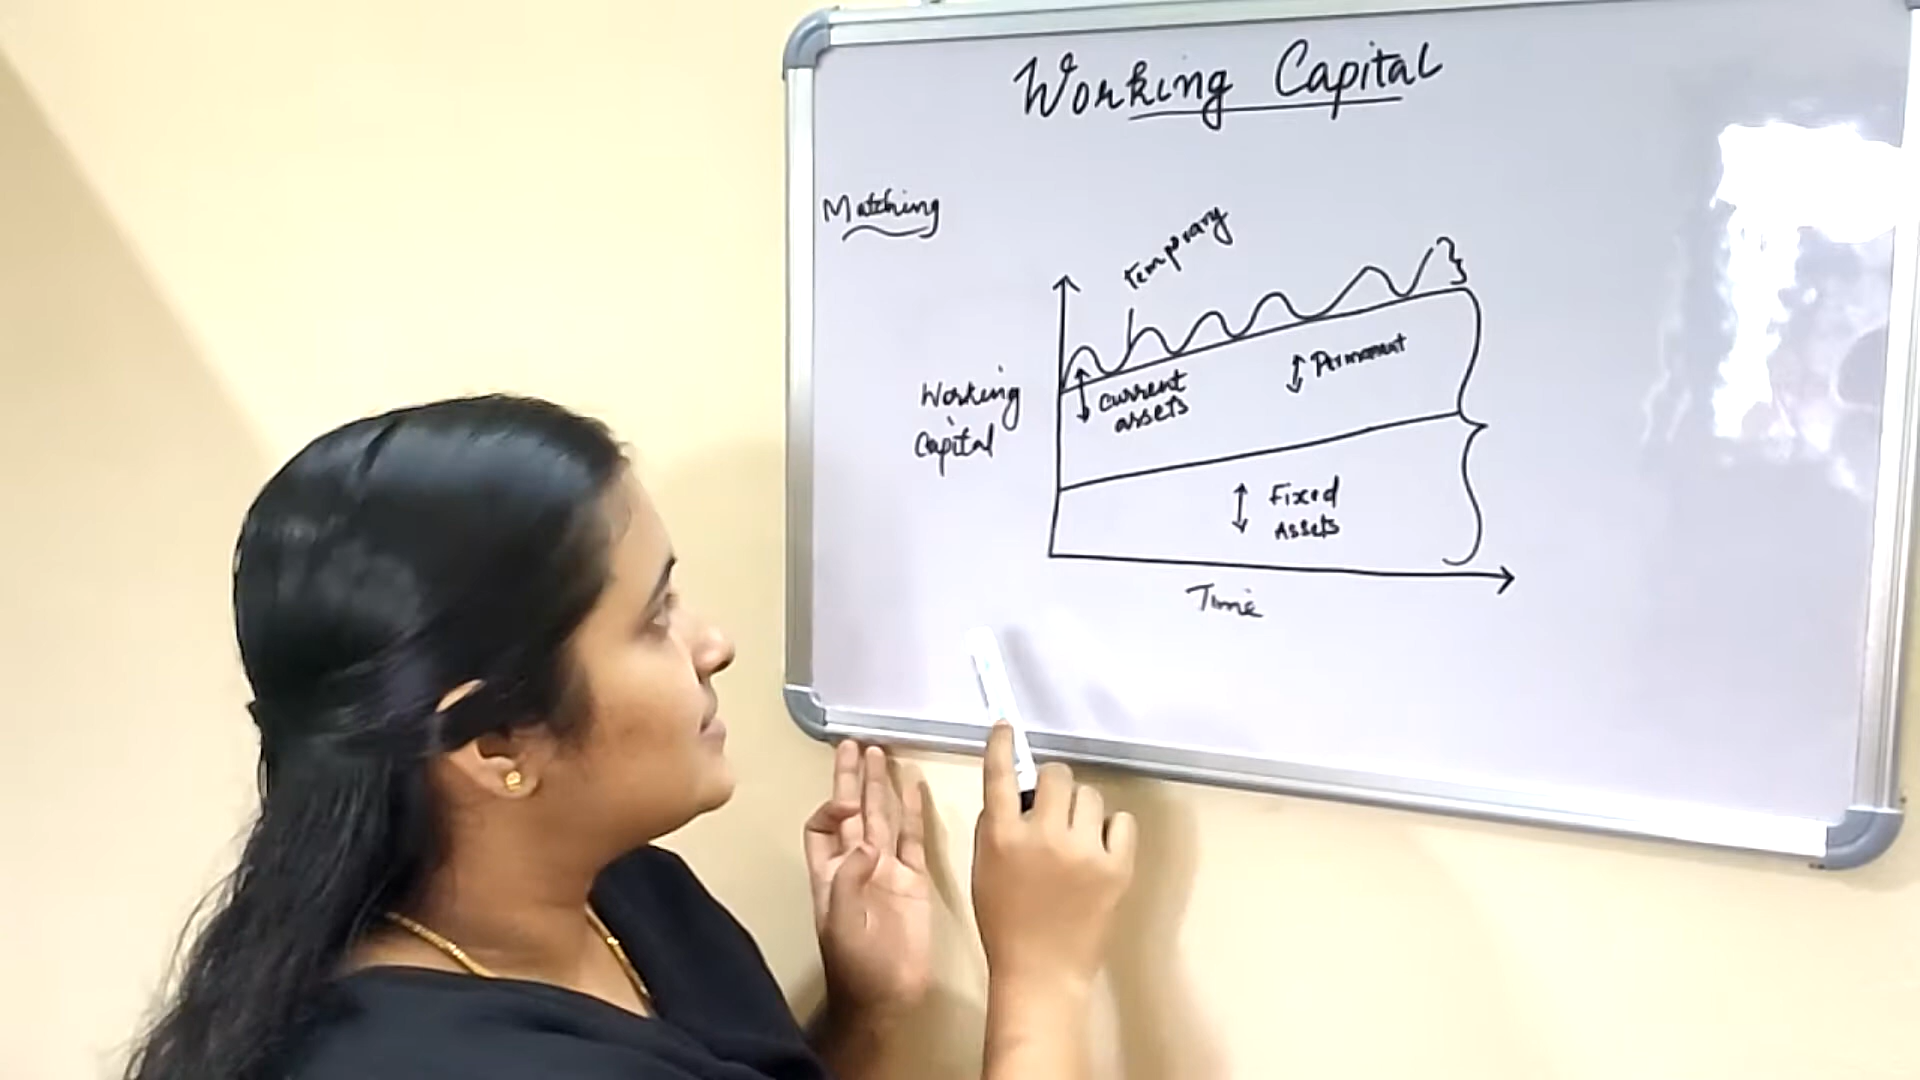 Working Capital
Matching
temporary
Permanent
Working
Capital
Current
assets
Fixed
Assets
Time